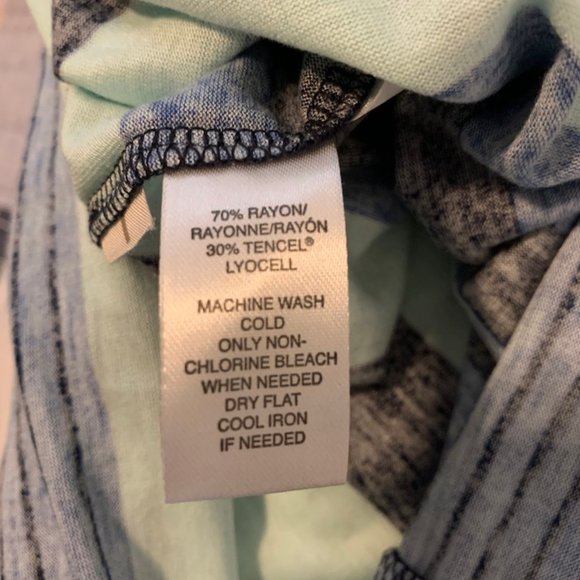 70% RAYON/
RAYONNE/RAYÓN
30% TENCEL®
LYOCELL
MACHINE WASH
COLD
ONLY NON-
CHLORINE BLEACH
WHEN NEEDED
DRY FLAT
COOL IRON
IF NEEDED